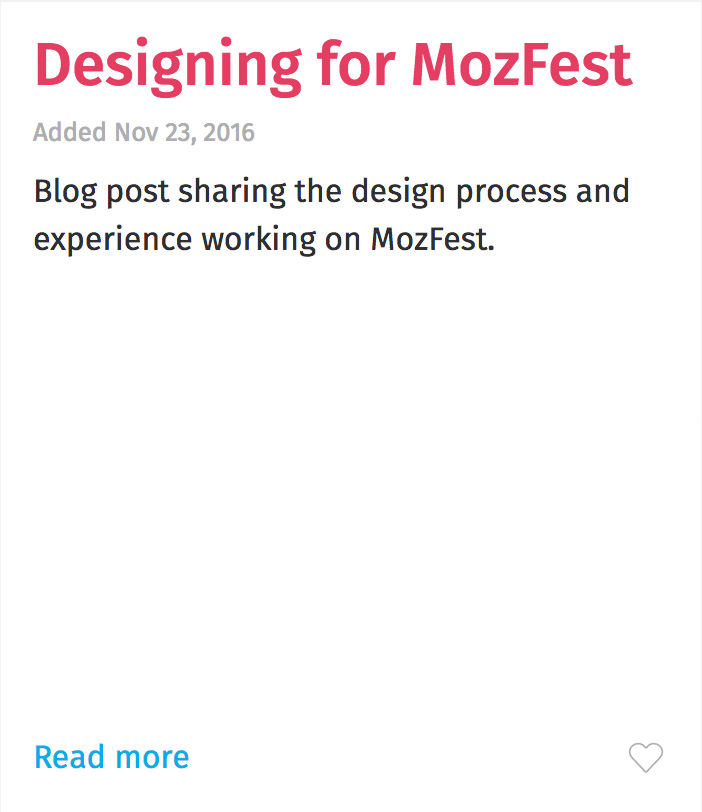 Designing for MozFest
Added Nov 23, 2016
Blog post sharing the design process and
experience working on MozFest.
Read more